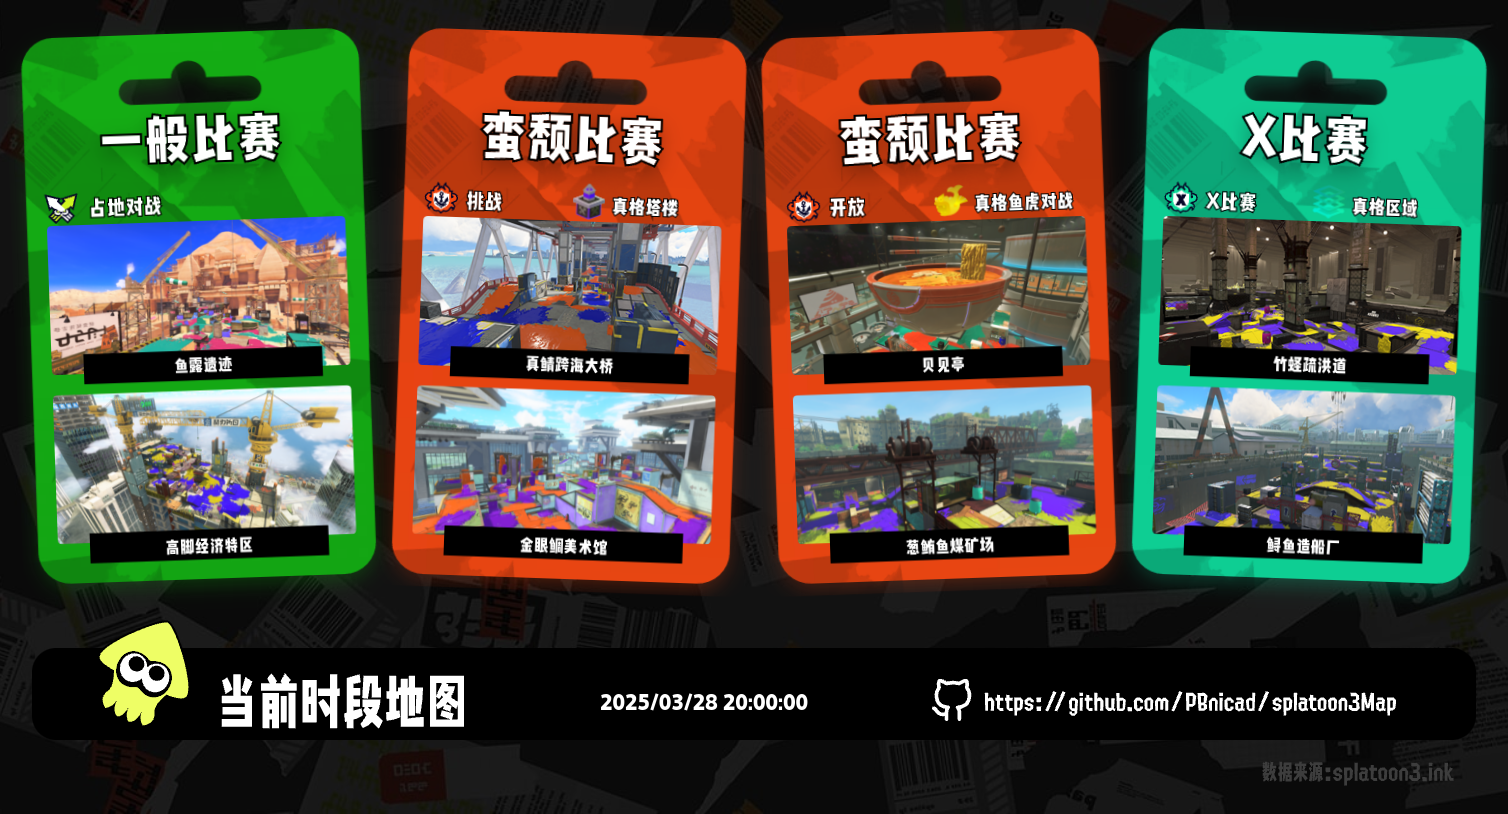 一般比赛
占地对战
鱼露遗迹
高脚经济特区
蛮颓比赛
挑战
真格塔楼
真鲭跨海大桥
金眼鲷美术馆
蛮颓比赛
开放
真格鱼虎对战
贝见亭
葱鲔鱼煤矿场
X比赛
X比赛
真格区域
竹蛏疏洪道
鲟鱼造船厂
当前时段地图
2025/03/28 20:00:00
https://github.com/PBnicad/splatoon3Map
数据来源:splatoon3.ink